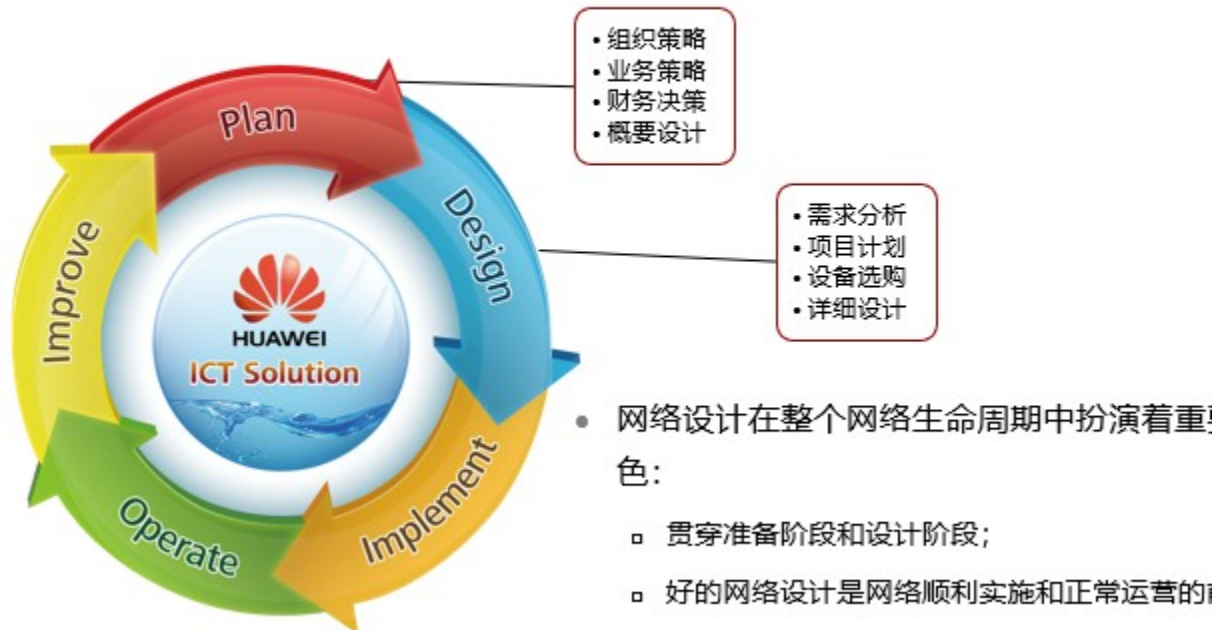 Plan
• 组织策略
• 业务策略
• 财务决策
• 概要设计
Design
• 需求分析
• 项目计划
• 设备选购
• 详细设计
Improve
HUAWEI
ICT Solution
Operate
Implement
• 网络设计在整个网络生命周期中扮演着重
色：
贯穿准备阶段和设计阶段；
好的网络设计是网络顺利实施和正常运营的